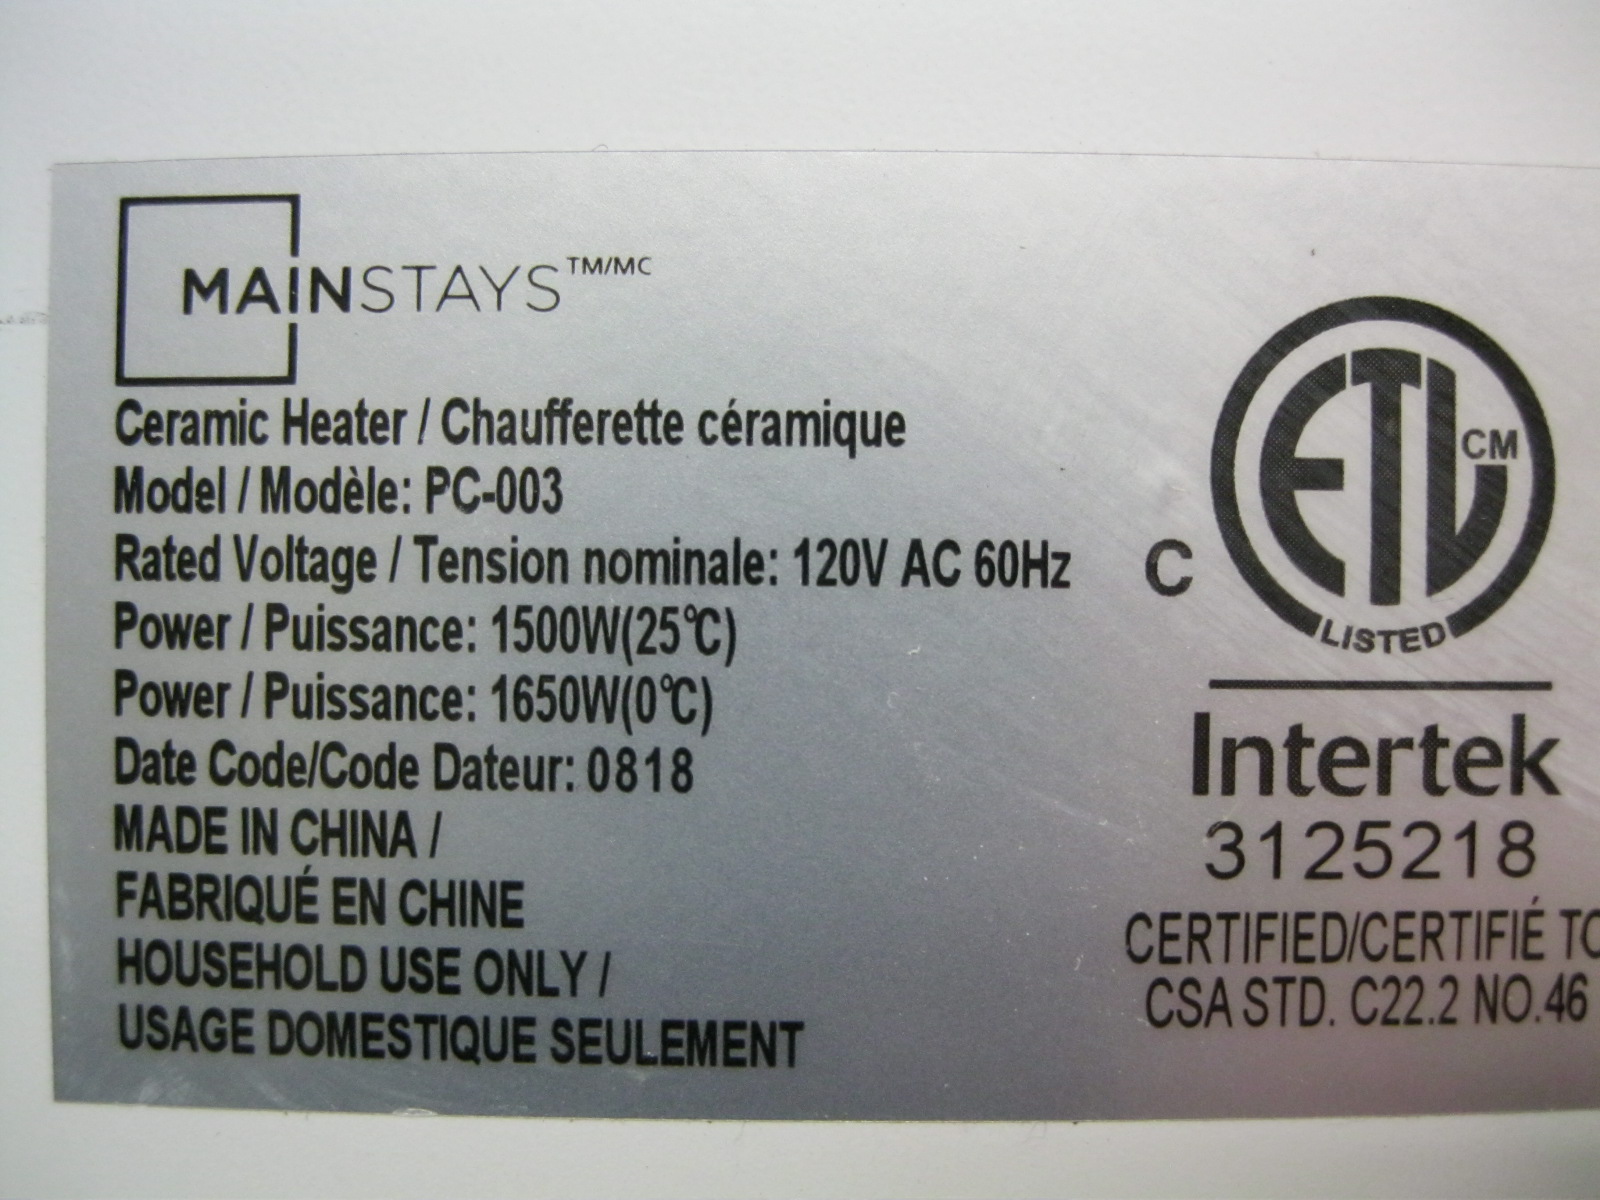 MAINSTAYS™/MC
Ceramic Heater / Chaufferette céramique
Model / Modèle: PC-003
Rated Voltage / Tension nominale: 120V AC 60Hz
Power / Puissance: 1500W(25℃)
Power / Puissance: 1650W(0℃)
Date Code/Code Dateur: 0818
MADE IN CHINA /
FABRIQUÉ EN CHINE
HOUSEHOLD USE ONLY /
USAGE DOMESTIQUE SEULEMENT
C
ETL CM
LISTED
Intertek
3125218
CERTIFIED/CERTIFIÉ TO
CSA STD. C22.2 NO.46